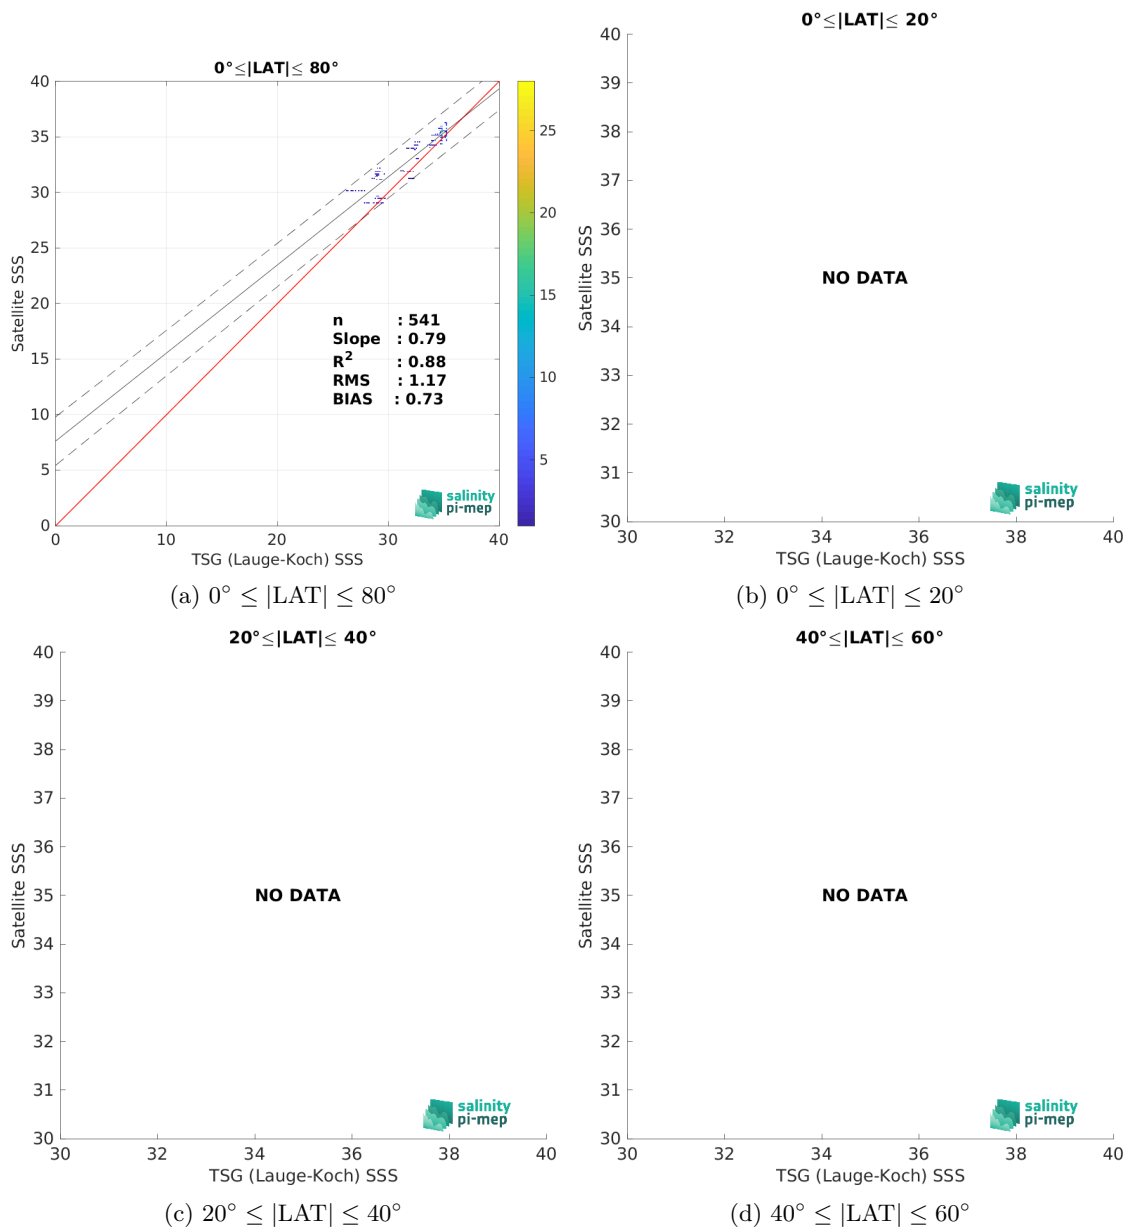 0°≤|LAT|≤ 80°
40
35
30
25
20
15
10
5
0
0
10
20
30
40
Satellite SSS
TSG (Lauge-Koch) SSS
n : 541
Slope : 0.79
R² : 0.88
RMS : 1.17
BIAS : 0.73
25
20
15
10
5
salinity
pi-mep
(a) 0° ≤ |LAT| ≤ 80°
0°≤|LAT|≤ 20°
40
39
38
37
36
35
34
33
32
31
30
30
32
34
36
38
40
Satellite SSS
TSG (Lauge-Koch) SSS
NO DATA
salinity
pi-mep
(b) 0° ≤ |LAT| ≤ 20°
20°≤|LAT|≤ 40°
40
39
38
37
36
35
34
33
32
31
30
30
32
34
36
38
40
Satellite SSS
TSG (Lauge-Koch) SSS
NO DATA
salinity
pi-mep
(c) 20° ≤ |LAT| ≤ 40°
40°≤|LAT|≤ 60°
40
39
38
37
36
35
34
33
32
31
30
30
32
34
36
38
40
Satellite SSS
TSG (Lauge-Koch) SSS
NO DATA
salinity
pi-mep
(d) 40° ≤ |LAT| ≤ 60°